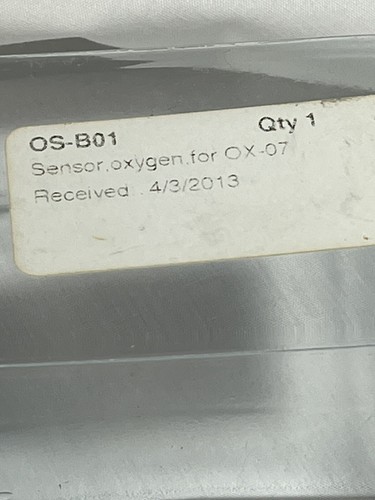 OS-B01 Qty 1
Sensor,oxygen,for OX-07
Received . 4/3/2013